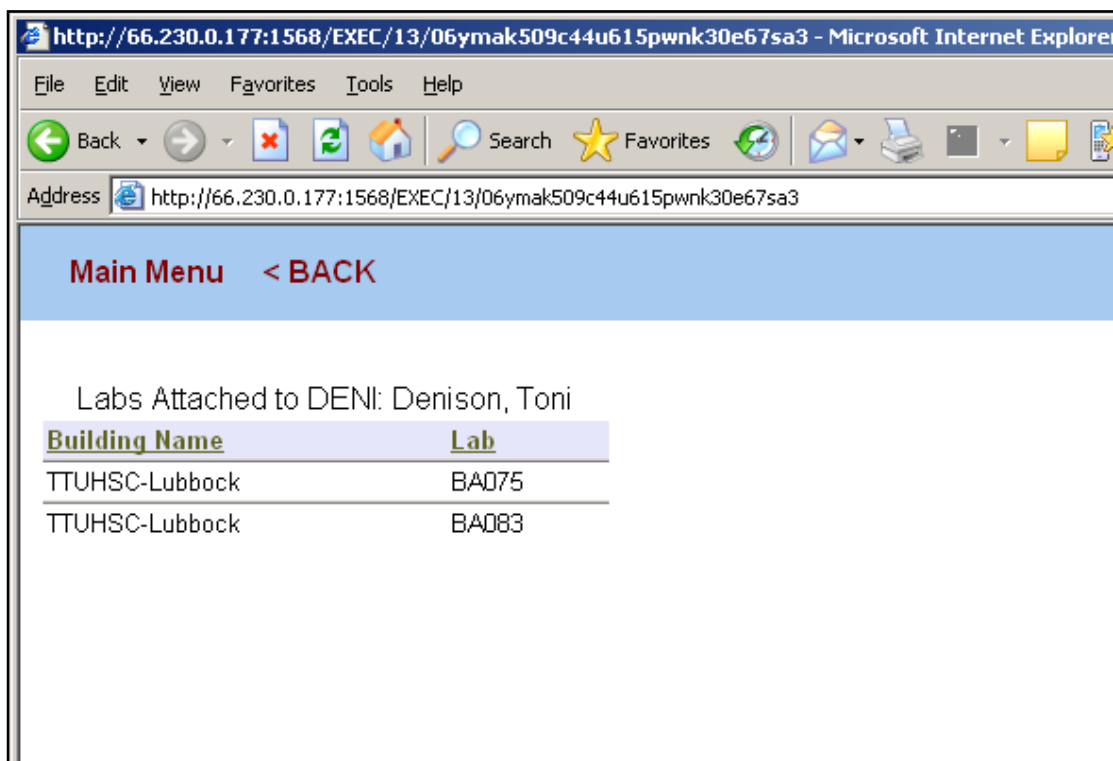 http://66.230.0.177:1568/EXEC/13/06ymak509c44u615pwnk30e67sa3 - Microsoft Internet Explorer
File Edit View Favorites Tools Help
Back Search Favorites
Address http://66.230.0.177:1568/EXEC/13/06ymak509c44u615pwnk30e67sa3
Main Menu < BACK
Labs Attached to DENI: Denison, Toni
Building Name Lab
TTUHSC-Lubbock BA075
TTUHSC-Lubbock BA083